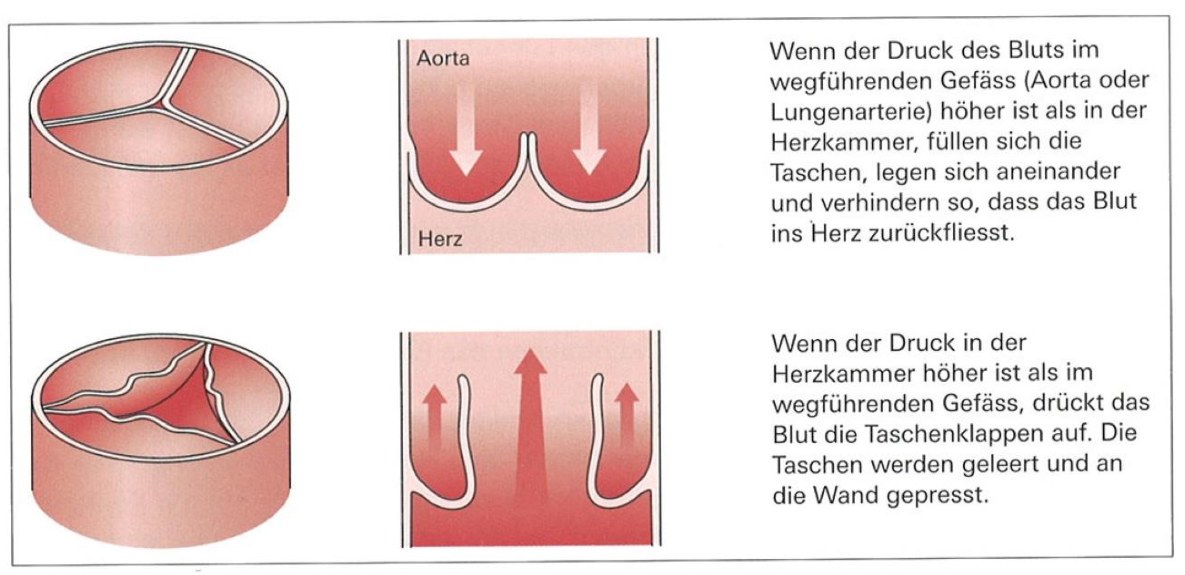 Aorta
Herz
Wenn der Druck des Bluts im
wegführenden Gefäss (Aorta oder
Lungenarterie) höher ist als in der
Herzkammer, füllen sich die
Taschen, legen sich aneinander
und verhindern so, dass das Blut
ins Herz zurückfliesst.
Wenn der Druck in der
Herzkammer höher ist als im
wegführenden Gefäss, drückt das
Blut die Taschenklappen auf. Die
Taschen werden geleert und an
die Wand gepresst.